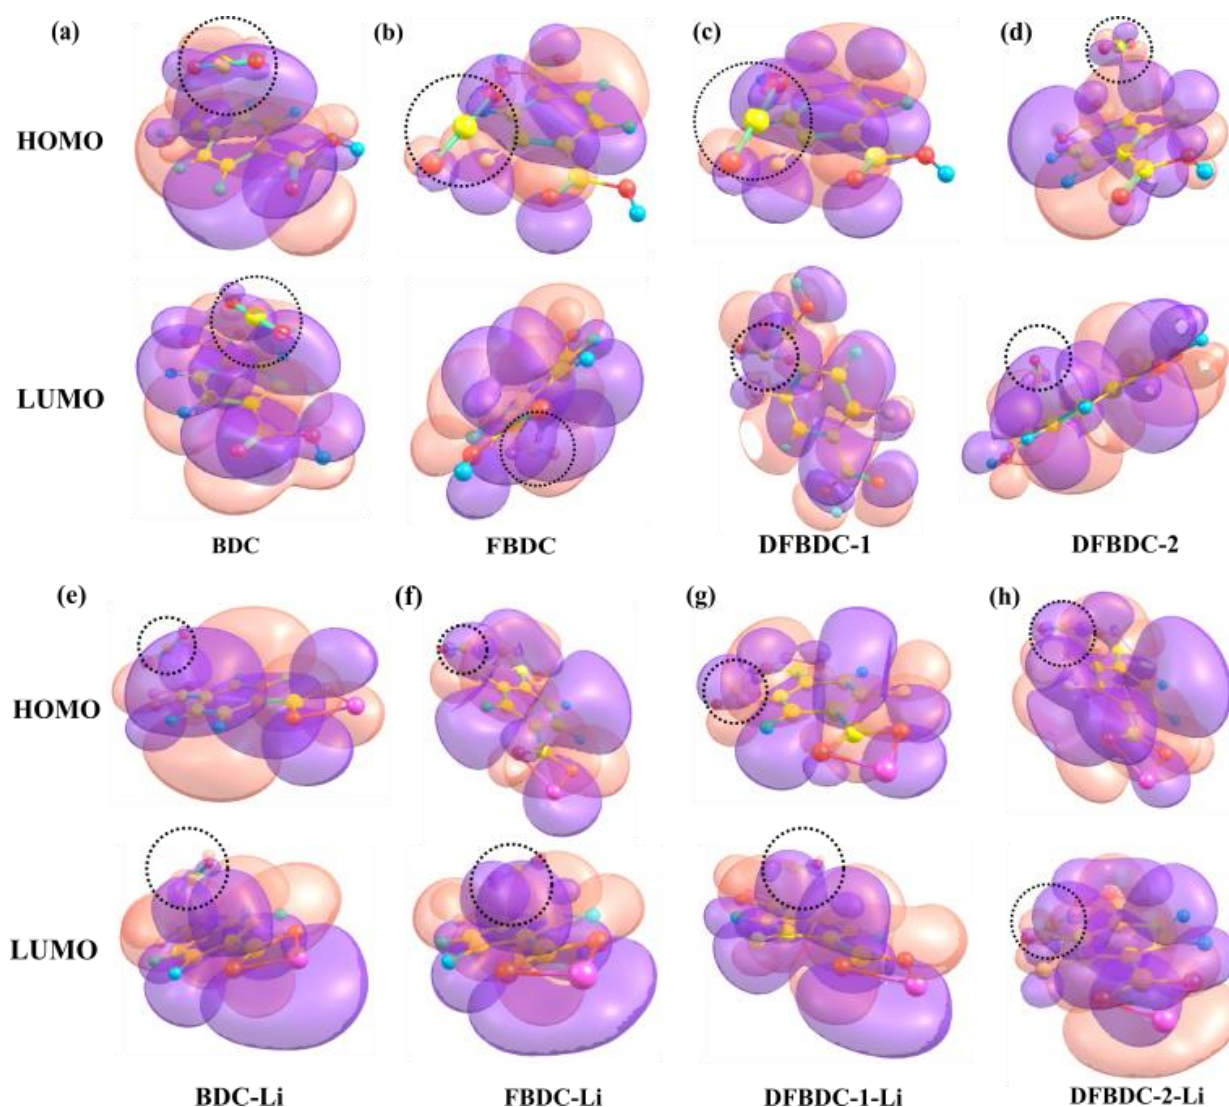 (a) (b) (c) (d)
HOMO
LUMO
BDC FBDC DFBDC-1 DFBDC-2
(e) (f) (g) (h)
HOMO
LUMO
BDC-Li FBDC-Li DFBDC-1-Li DFBDC-2-Li